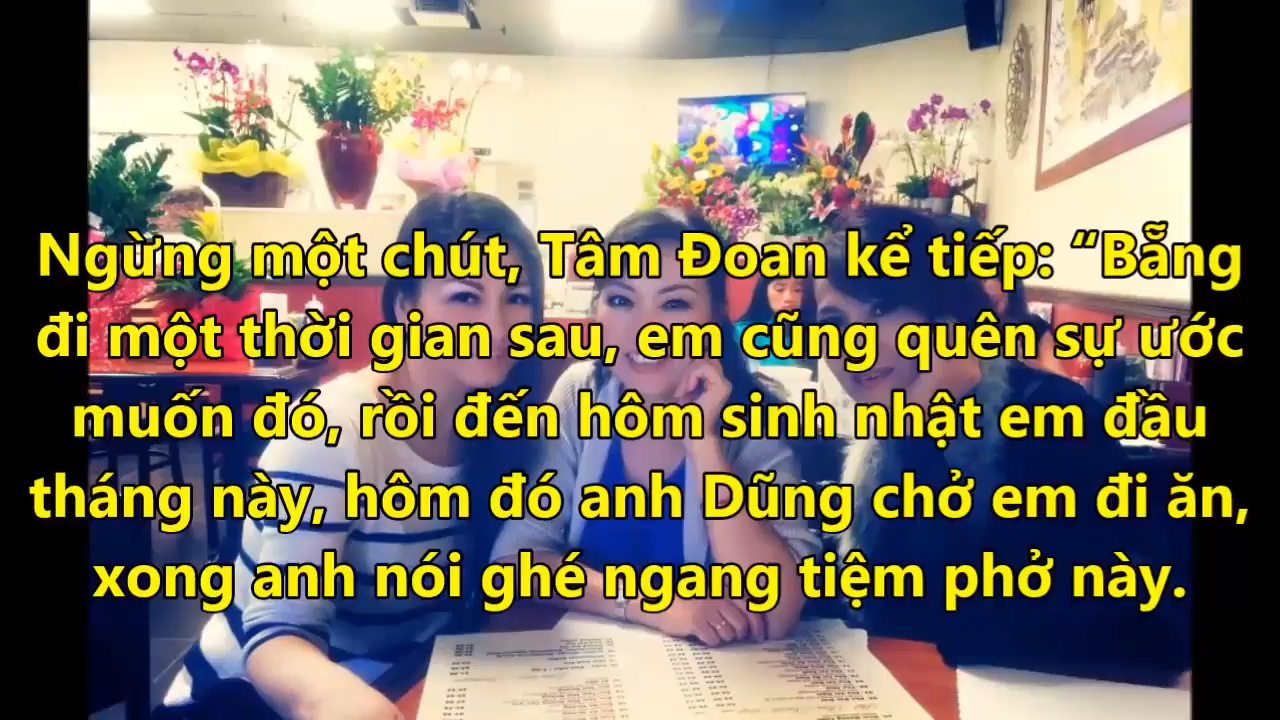 Ngừng một chút, Tâm Đoan kể tiếp: “Bẵng
đi một thời gian sau, em cũng quên sự ước
muốn đó, rồi đến hôm sinh nhật em đầu
tháng này, hôm đó anh Dũng chở em đi ăn,
xong anh nói ghé ngang tiệm phở này.